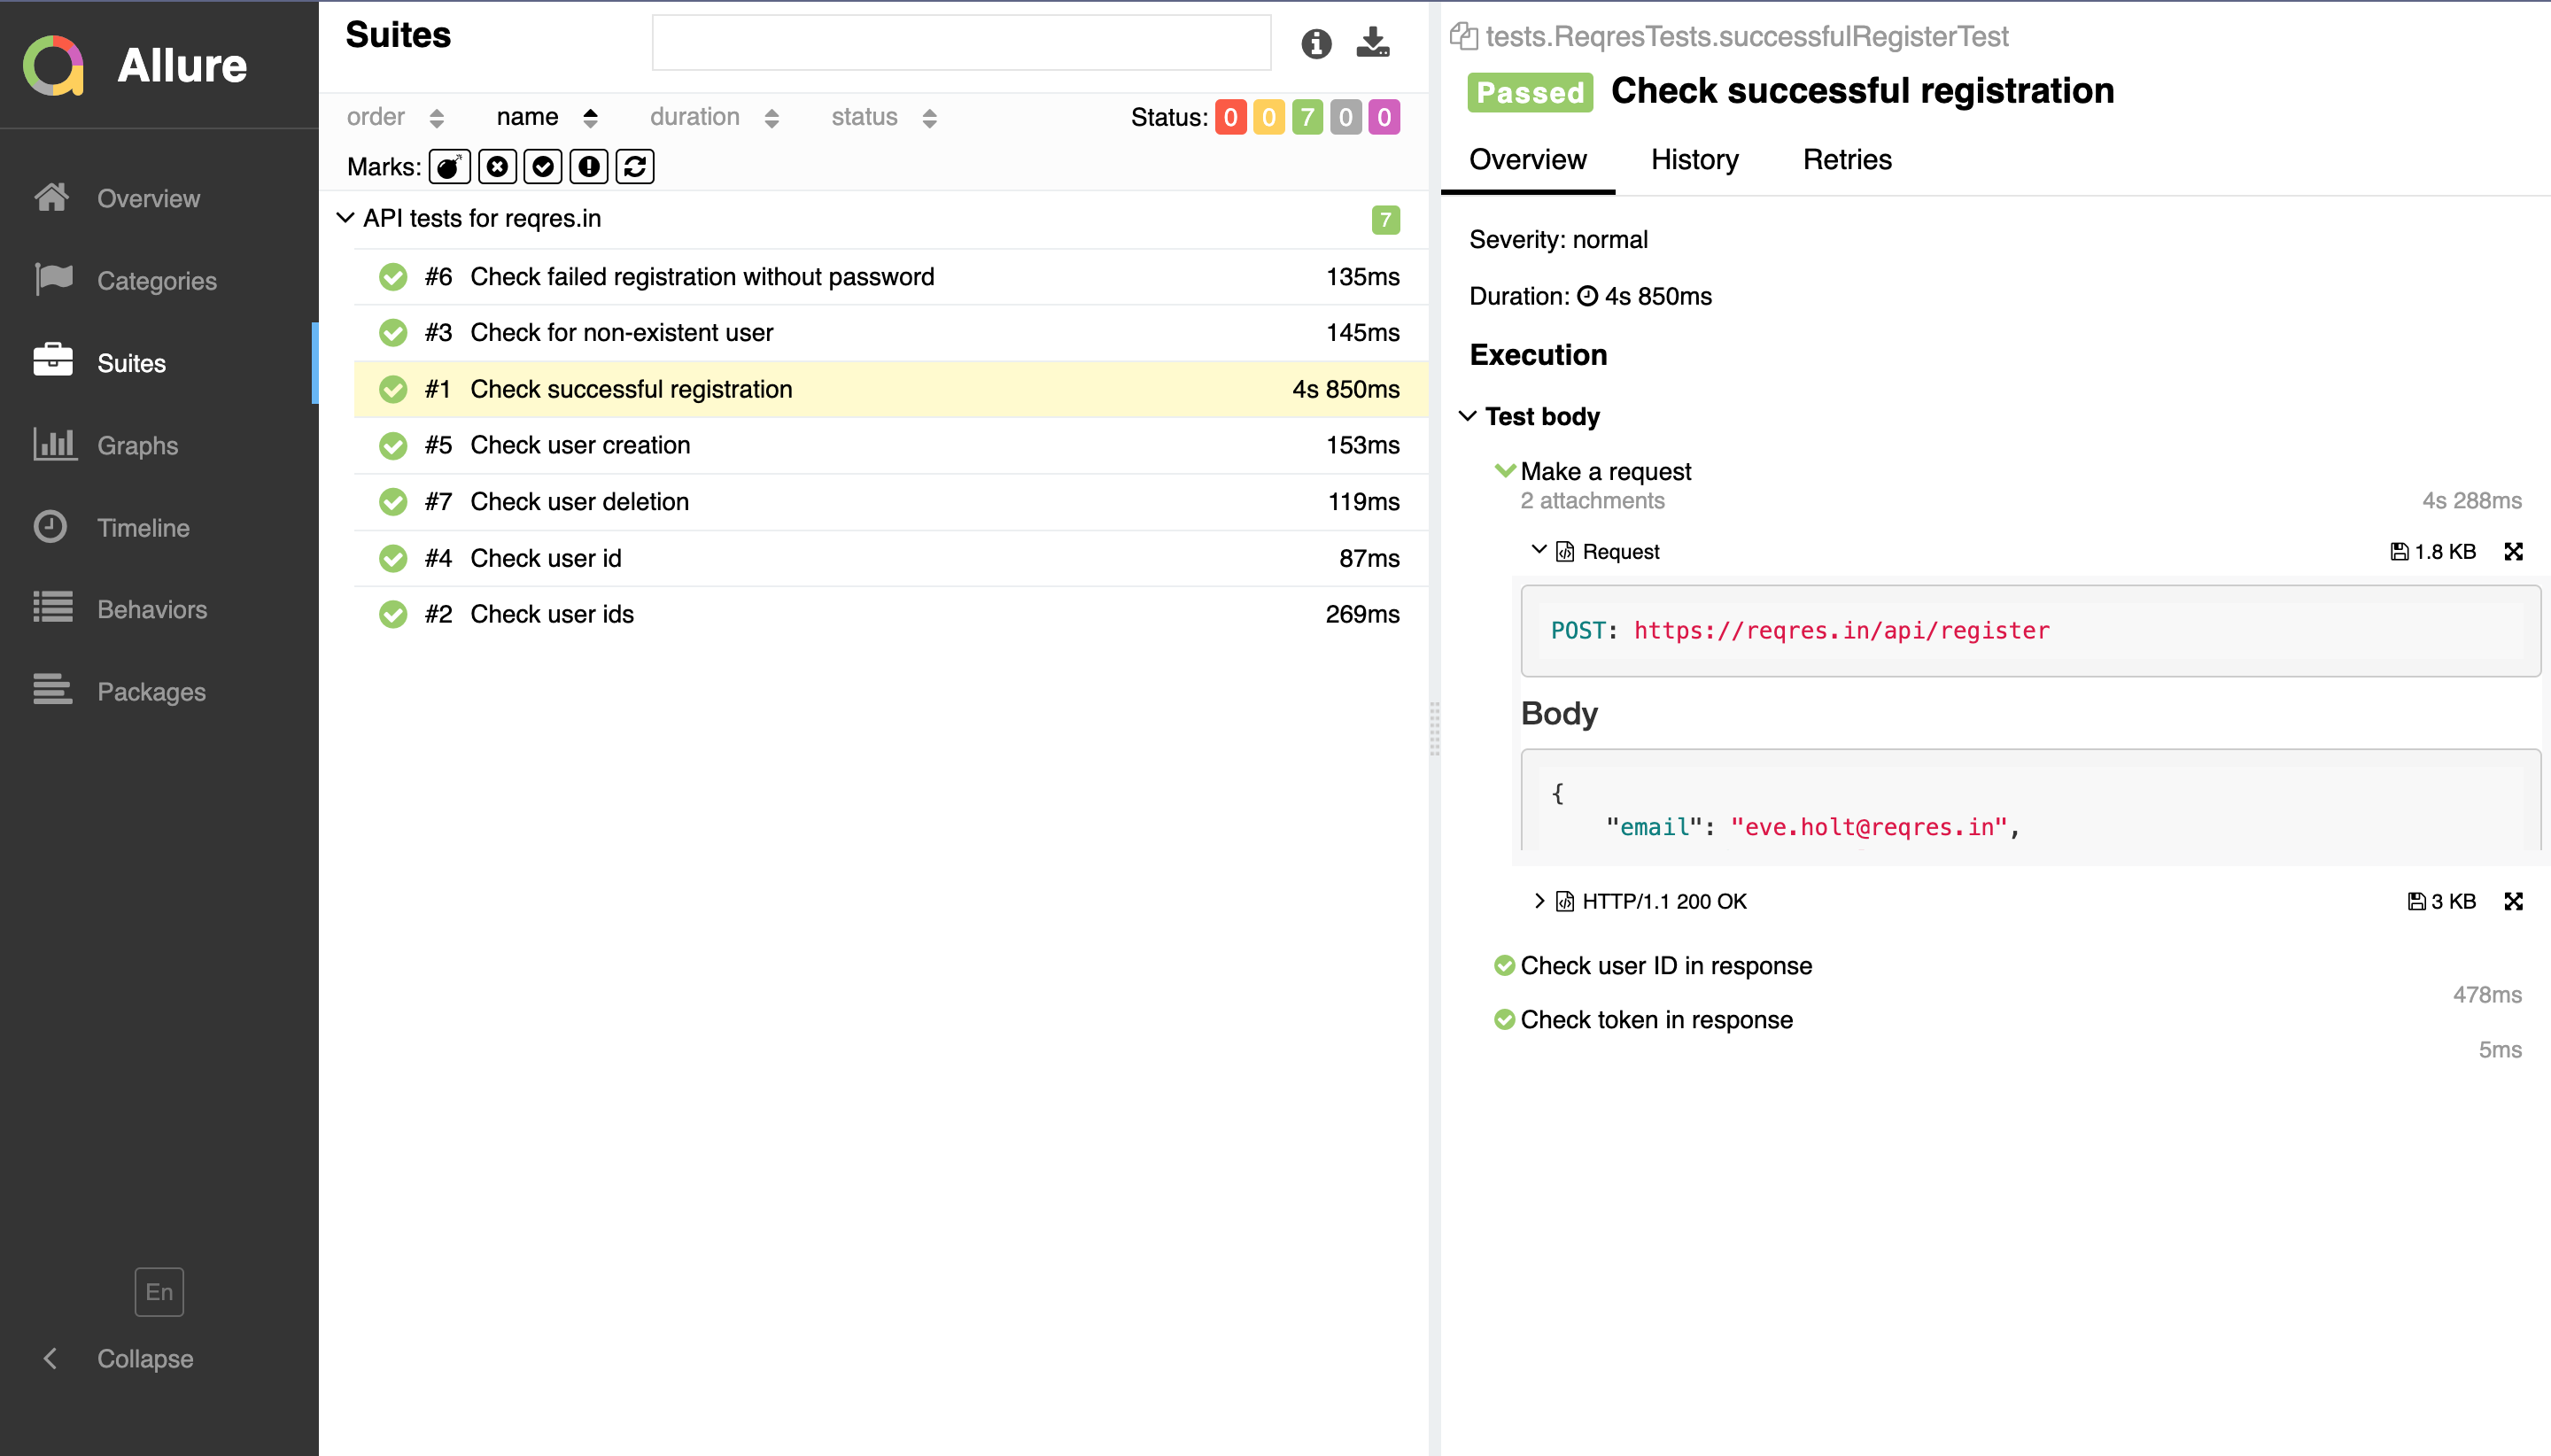 Allure
Overview
Categories
Suites
Graphs
Timeline
Behaviors
Packages
En
Collapse
Suites
order name duration status Status: 0 0 7 0 0
Marks:
API tests for reqres.in 7
#6 Check failed registration without password 135ms
#3 Check for non-existent user 145ms
#1 Check successful registration 4s 850ms
#5 Check user creation 153ms
#7 Check user deletion 119ms
#4 Check user id 87ms
#2 Check user ids 269ms
tests.ReqresTests.successfulRegisterTest
Passed Check successful registration
Overview History Retries
Severity: normal
Duration: 4s 850ms
Execution
Test body
Make a request
2 attachments 4s 288ms
Request 1.8 KB
POST: https://reqres.in/api/register
Body
{
"email": "eve.holt@reqres.in",
HTTP/1.1 200 OK 3 KB
Check user ID in response
478ms
Check token in response
5ms